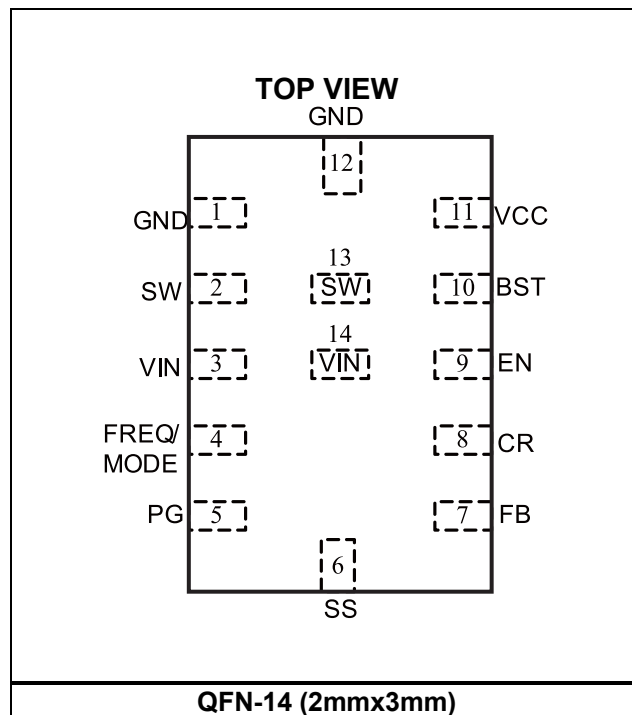 TOP VIEW
GND
12
GND 1
11 VCC
13
SW 2
SW
10 BST
14
VIN 3
VIN
9 EN
FREQ/
MODE
4
8 CR
PG 5
7 FB
6
SS
QFN-14 (2mmx3mm)